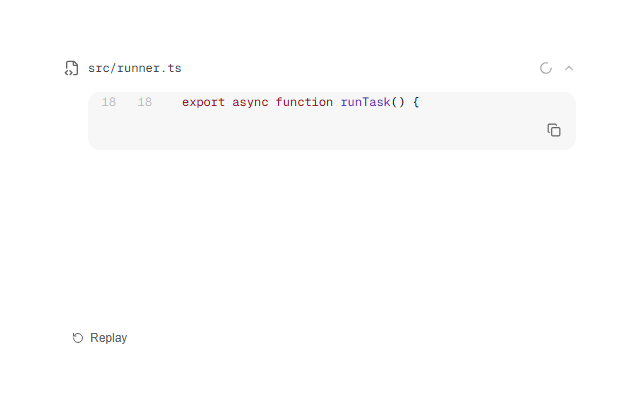 src/runner.ts
18 18 export async function runTask() {
Replay